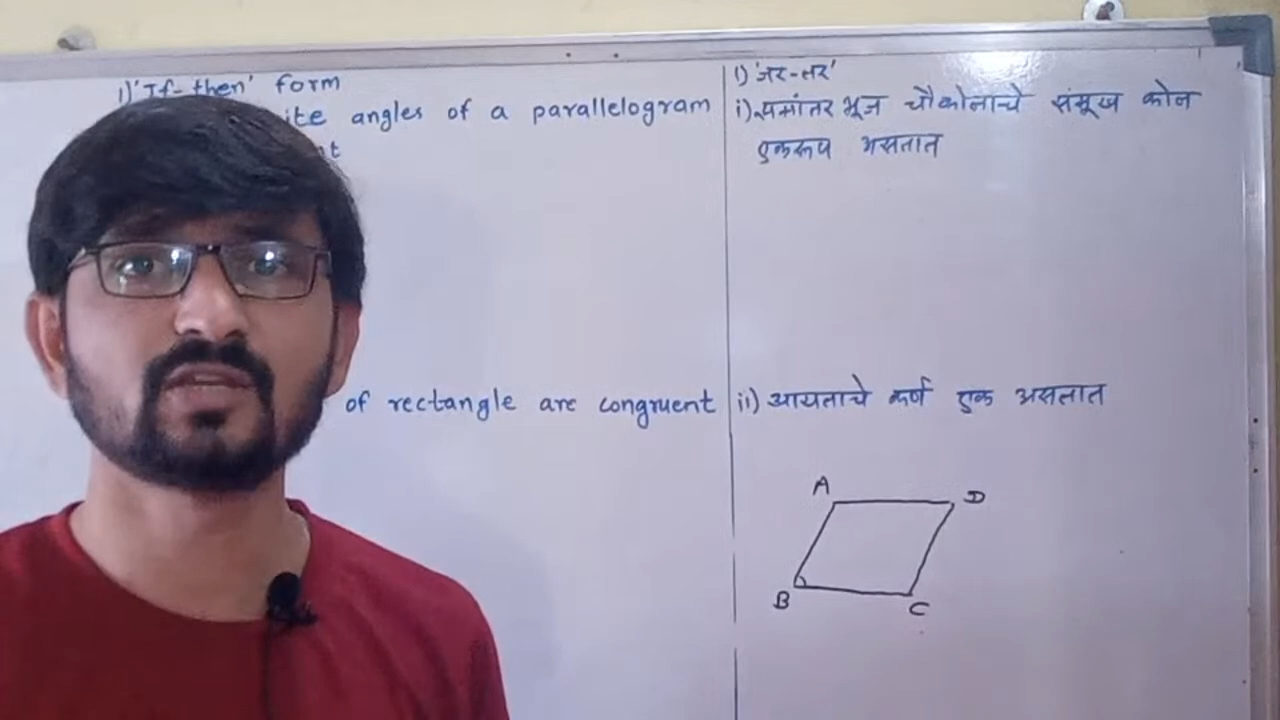 1) 'If-then' form
ite angles of a parallelogram
of rectangle are congruent
1) 'जर-तर'
i) समांतर भूज चौकोनाचे संमूख कोन
एकरूप असतात
ii) आयताचे कर्ण एक असतात
A
D
B
C